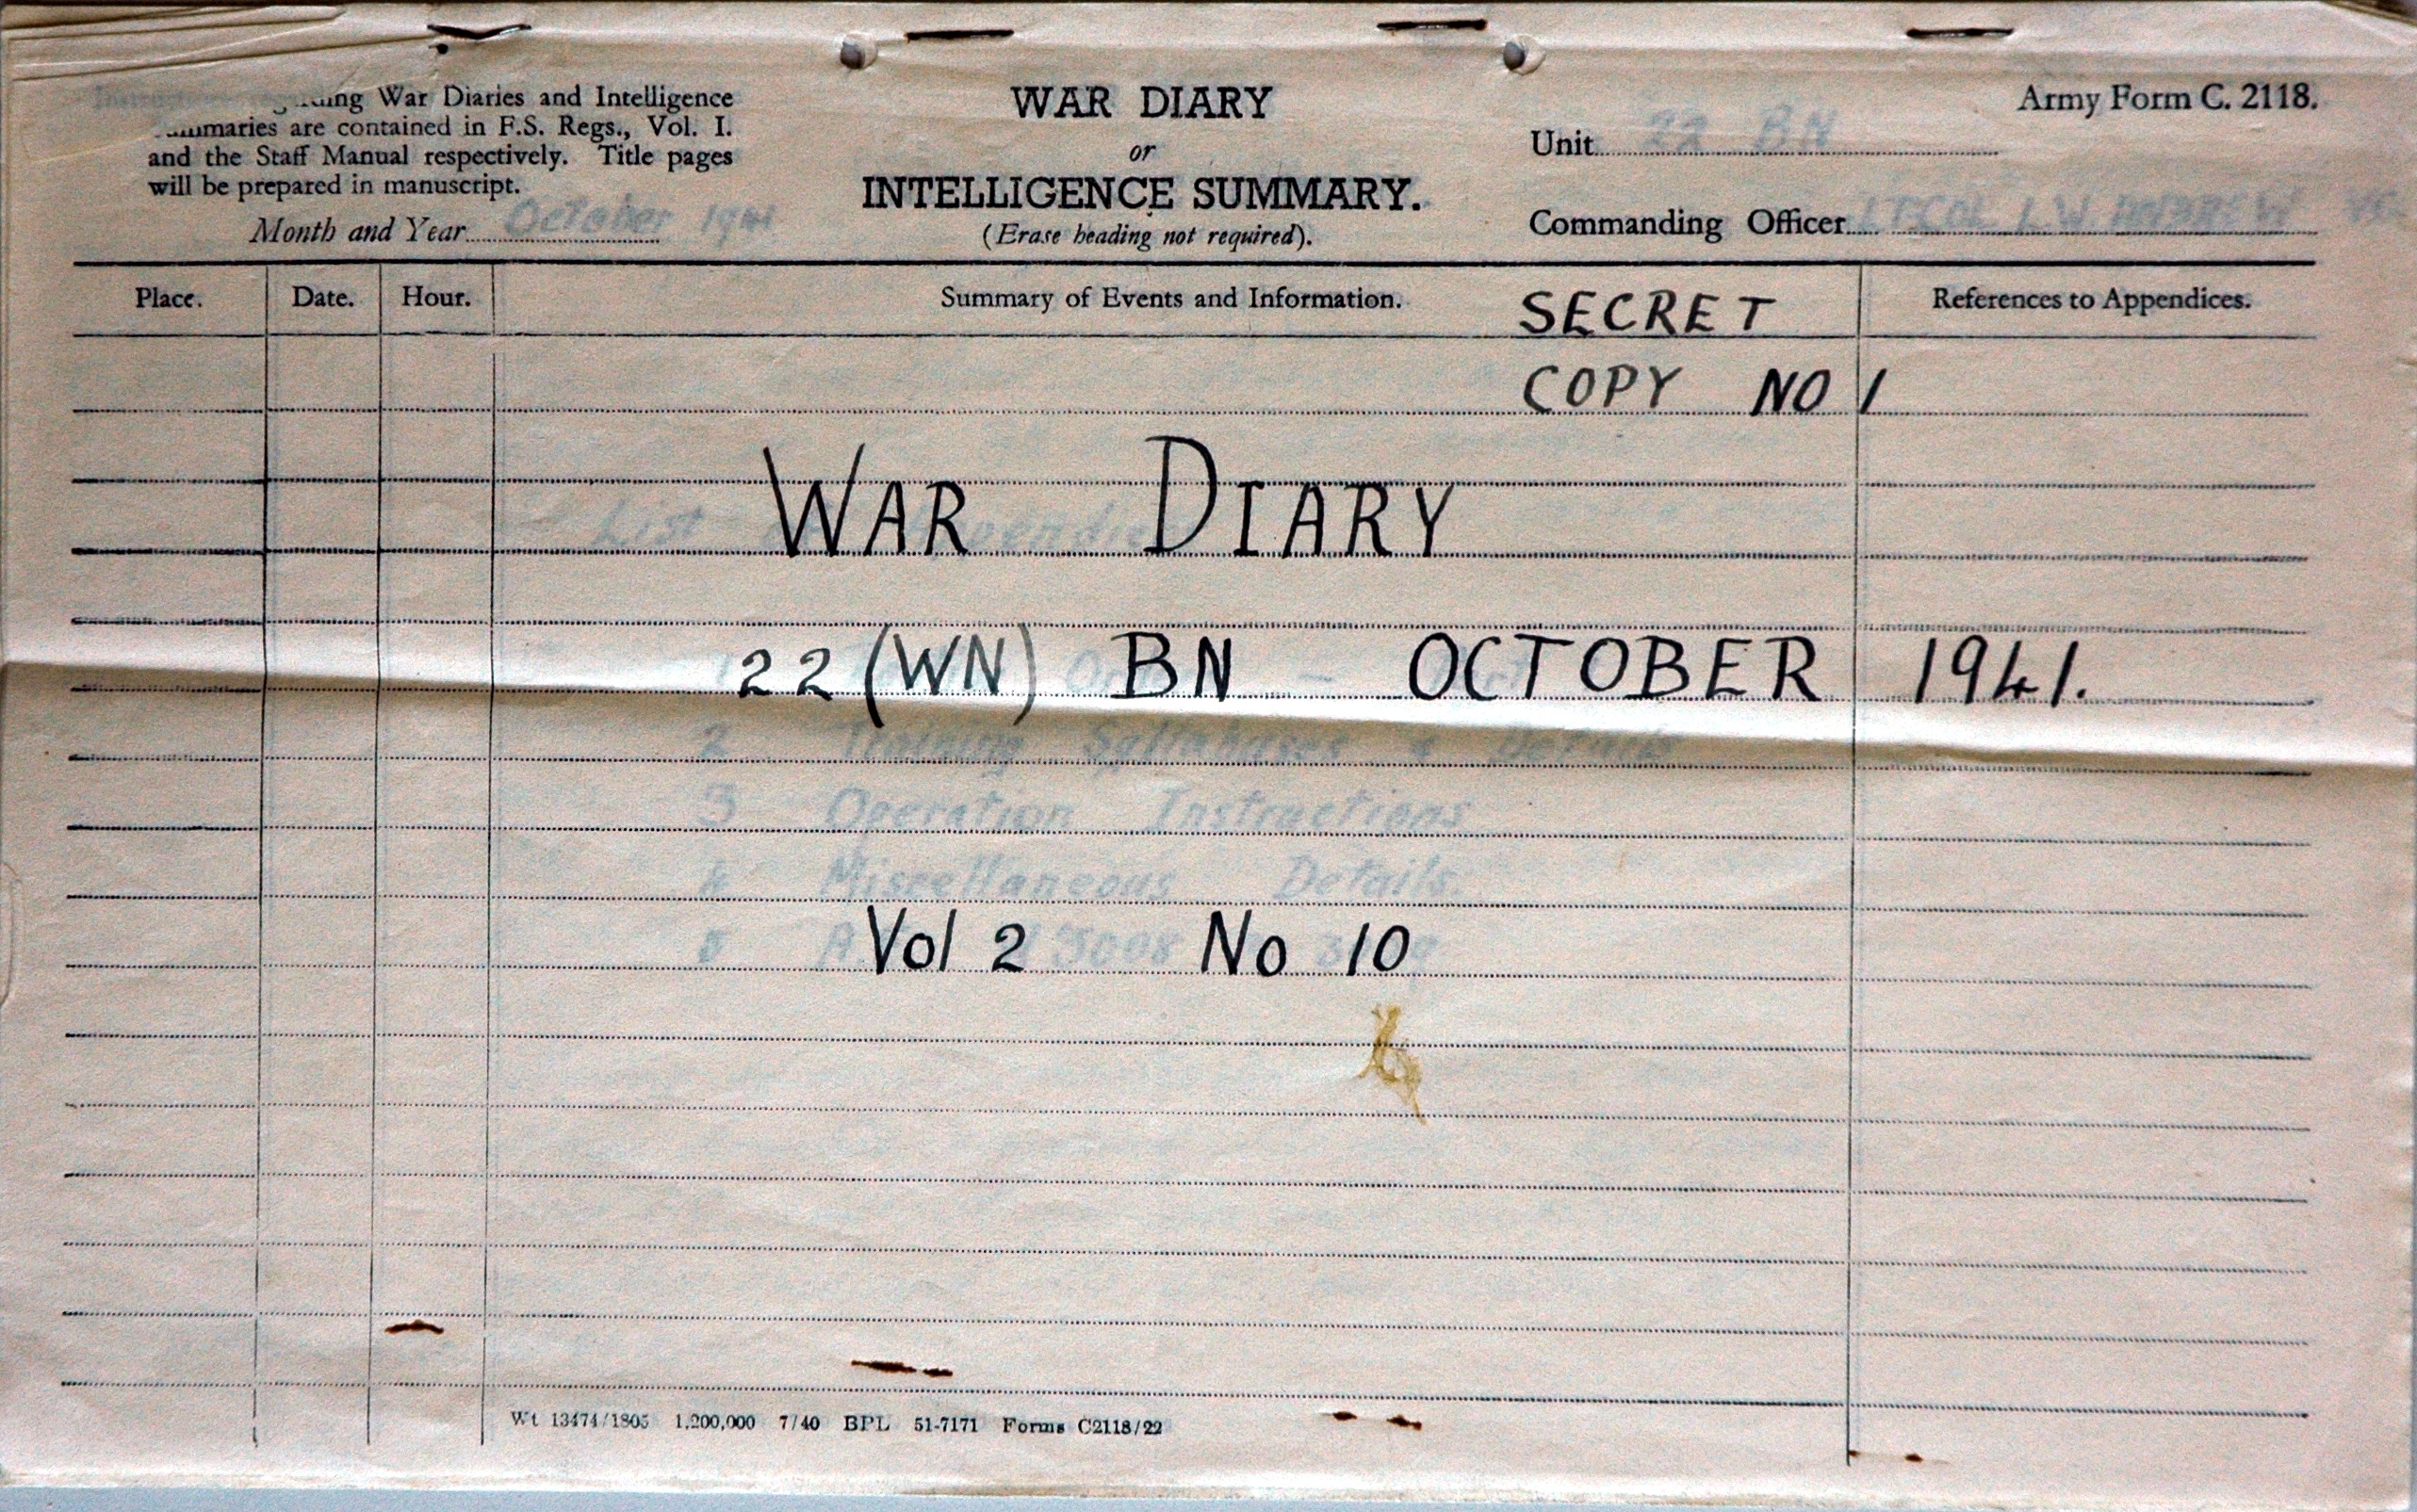 War Diaries and Intelligence
are contained in F.S. Regs., Vol. I.
and the Staff Manual respectively. Title pages
will be prepared in manuscript.
Month and Year October 1941
WAR DIARY
or
INTELLIGENCE SUMMARY.
(Erase heading not required).
Army Form C. 2118.
Unit 22 BN
Commanding Officer LTCOL L W
Place. Date. Hour. Summary of Events and Information. References to Appendices.
SECRET
COPY NO 1
WAR DIARY
List
22 (WN) BN OCTOBER 1941.
2 Training Syllabuses & Details
3 Operation Instructions
4 Miscellaneous Details
Vol 2 No 10
5
Wt 13474/1805 1,200,000 7/40 BPL 51-7171 Forms C2118/22